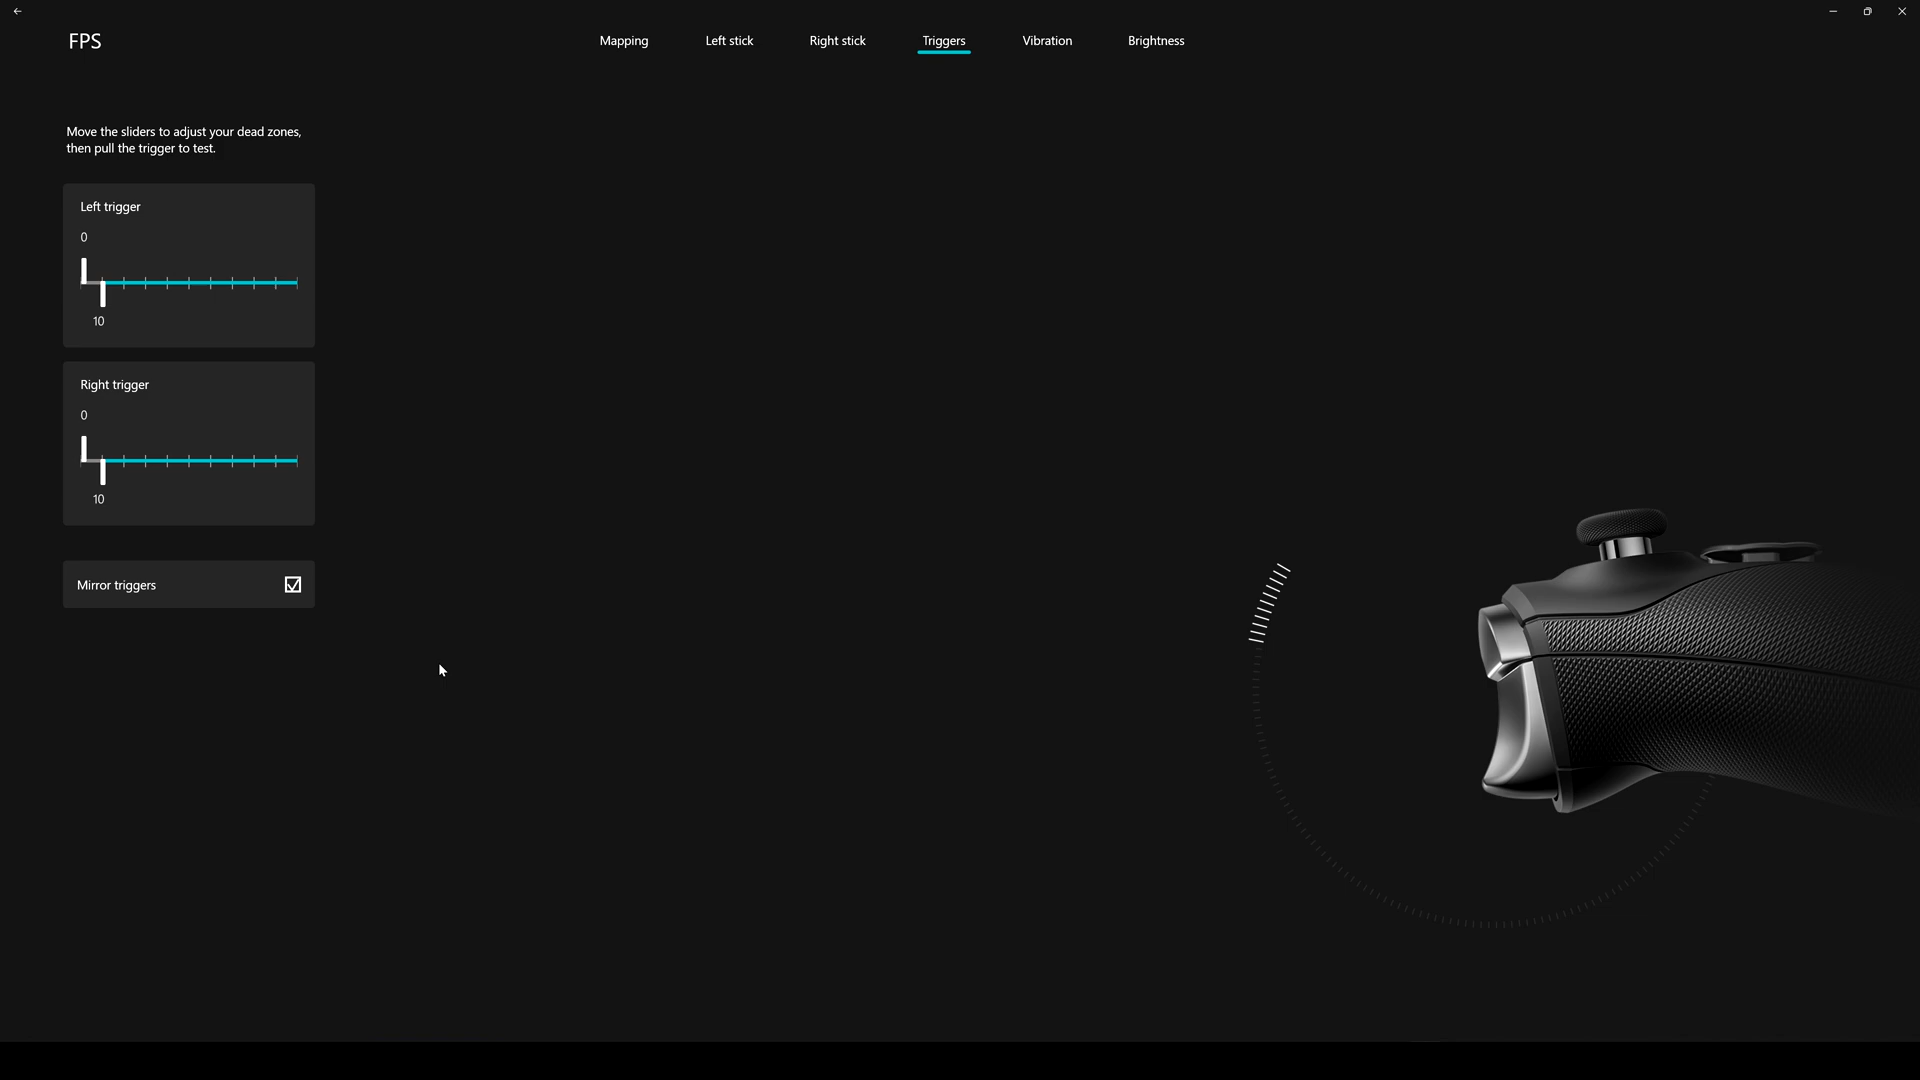 FPS
Mapping
Left stick
Right stick
Triggers
Vibration
Brightness
Move the sliders to adjust your dead zones,
then pull the trigger to test.
Left trigger
0
10
Right trigger
0
10
Mirror triggers